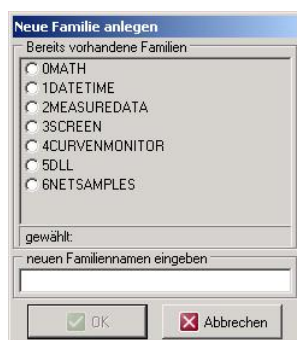 Neue Familie anlegen
Bereits vorhandene Familien
0MATH
1DATETIME
2MEASUREDATA
3SCREEN
4CURVENMONITOR
5DLL
6NETSAMPLES
gewählt:
neuen Familiennamen eingeben
OK
Abbrechen